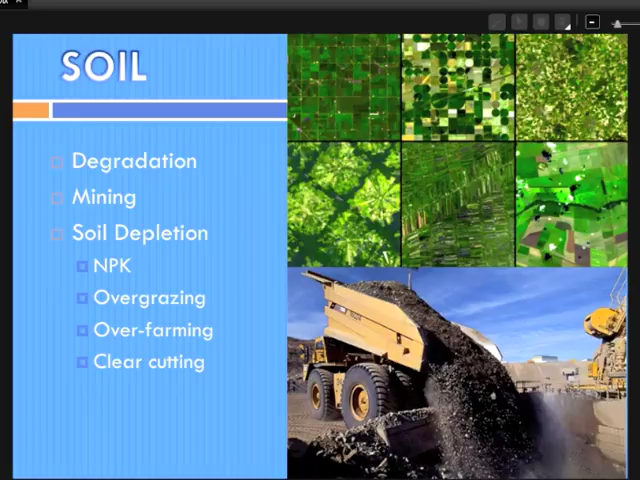 SOIL
Degradation
Mining
Soil Depletion
NPK
Overgrazing
Over-farming
Clear cutting